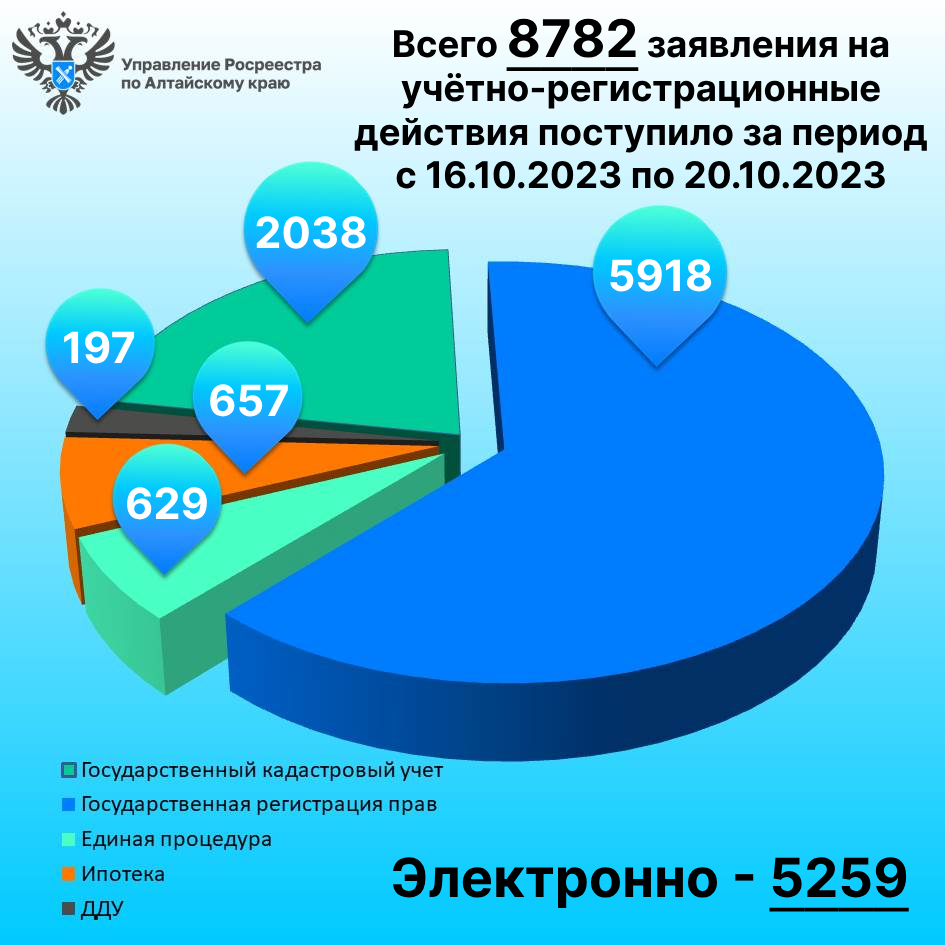 Управление Росреестра
по Алтайскому краю
Всего 8782 заявления на
учётно-регистрационные
действия поступило за период
с 16.10.2023 по 20.10.2023
2038
5918
197
657
629
Государственный кадастровый учет
Государственная регистрация прав
Единая процедура
Ипотека
ДДУ
Электронно - 5259